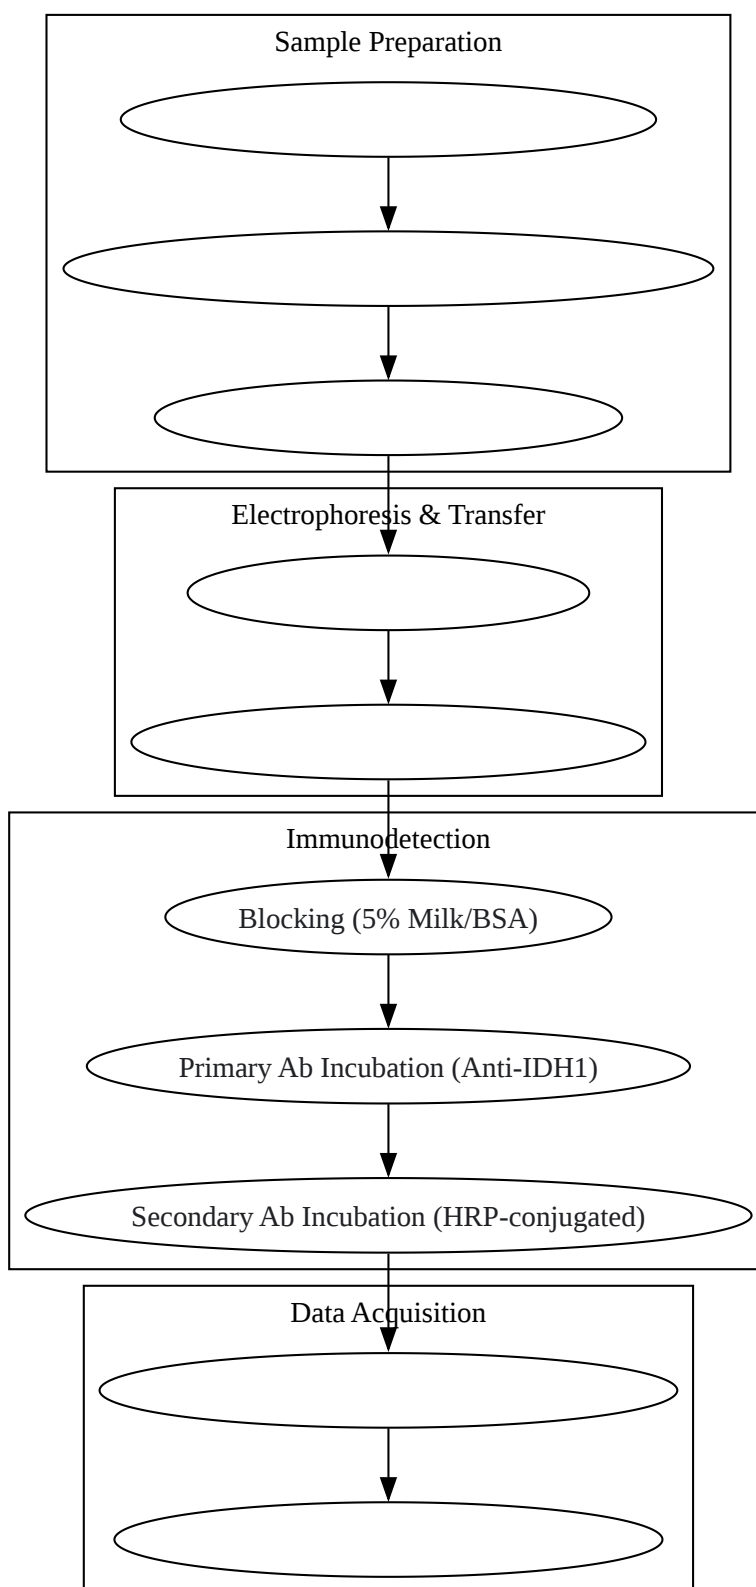 Sample Preparation
Electrophoresis & Transfer
Immunodetection
Blocking (5% Milk/BSA)
Primary Ab Incubation (Anti-IDH1)
Secondary Ab Incubation (HRP-conjugated)
Data Acquisition